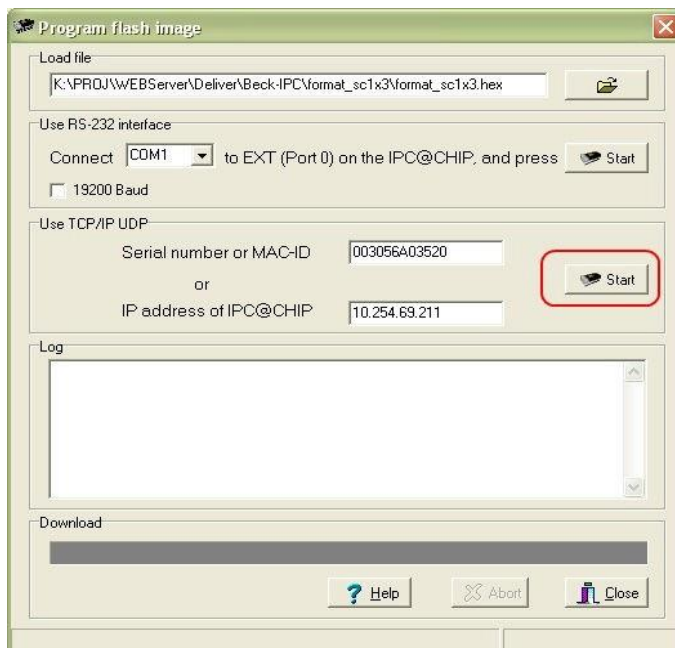 Program flash image
Load file
K:\PROJ\WEBServer\Deliver\Beck-IPC\format_sc1x3\format_sc1x3.hex
Use RS-232 interface
Connect COM1 to EXT (Port 0) on the IPC@CHIP, and press Start
19200 Baud
Use TCP/IP UDP
Serial number or MAC-ID 003056A03520
or
Start
IP address of IPC@CHIP 10.254.69.211
Log
Download
Help Abort Close